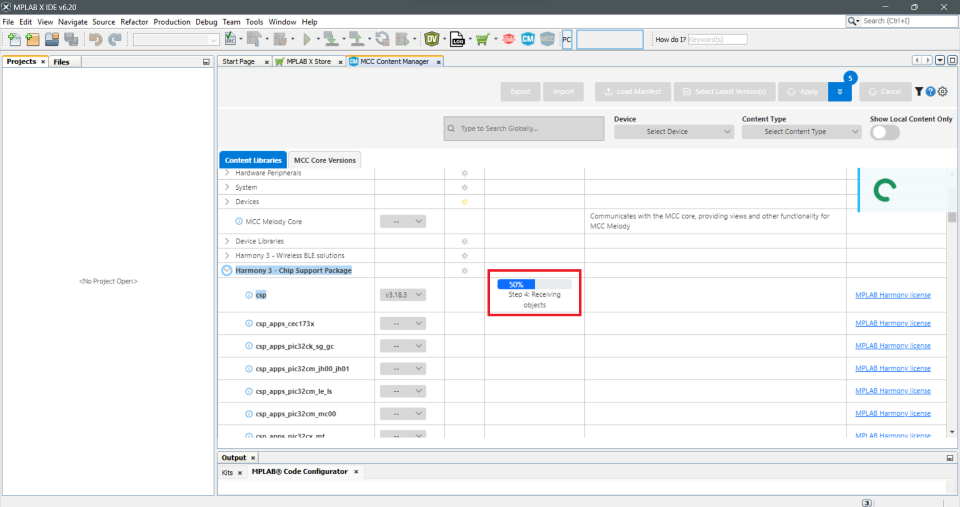 MPLAB X IDE v6.20
File Edit View Navigate Source Refactor Production Debug Team Tools Window Help
Search (Ctrl+I)
DV LOG CM PC
How do I? Keyword(s)
Projects × Files
Start Page × MPLAB X Store × MCC Content Manager ×
5
Export Import Load Manifest Select Latest Version(s) Apply Cancel
Type to Search Globally...
Device Content Type Show Local Content Only
Select Device Select Content Type
Content Libraries MCC Core Versions
Hardware Peripherals
System
Devices
MCC Melody Core -- Communicates with the MCC core, providing views and other functionality for
MCC Melody
Device Libraries
Harmony 3 - Wireless BLE solutions
Harmony 3 - Chip Support Package
<No Project Open>
50%
csp v3.18.3 Step 4: Receiving MPLAB Harmony license
objects
csp_apps_cec173x -- MPLAB Harmony license
csp_apps_pic32ck_sg_gc -- MPLAB Harmony license
csp_apps_pic32cm_jh00_jh01 -- MPLAB Harmony license
csp_apps_pic32cm_le_ls -- MPLAB Harmony license
csp_apps_pic32cm_mc00 -- MPLAB Harmony license
csp_apps_pic32cx_mt -- MPLAB Harmony license
Output ×
Kits × MPLAB® Code Configurator ×
3